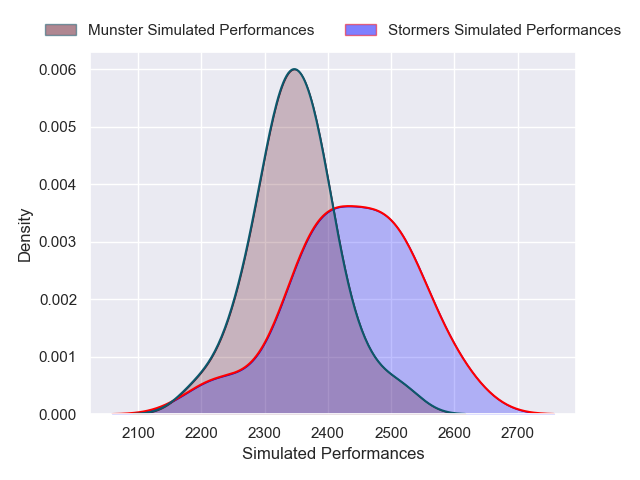 Munster Simulated Performances Stormers Simulated Performances
0.006
0.005
0.004
0.003
0.002
0.001
0.000
Density
2100 2200 2300 2400 2500 2600 2700
Simulated Performances